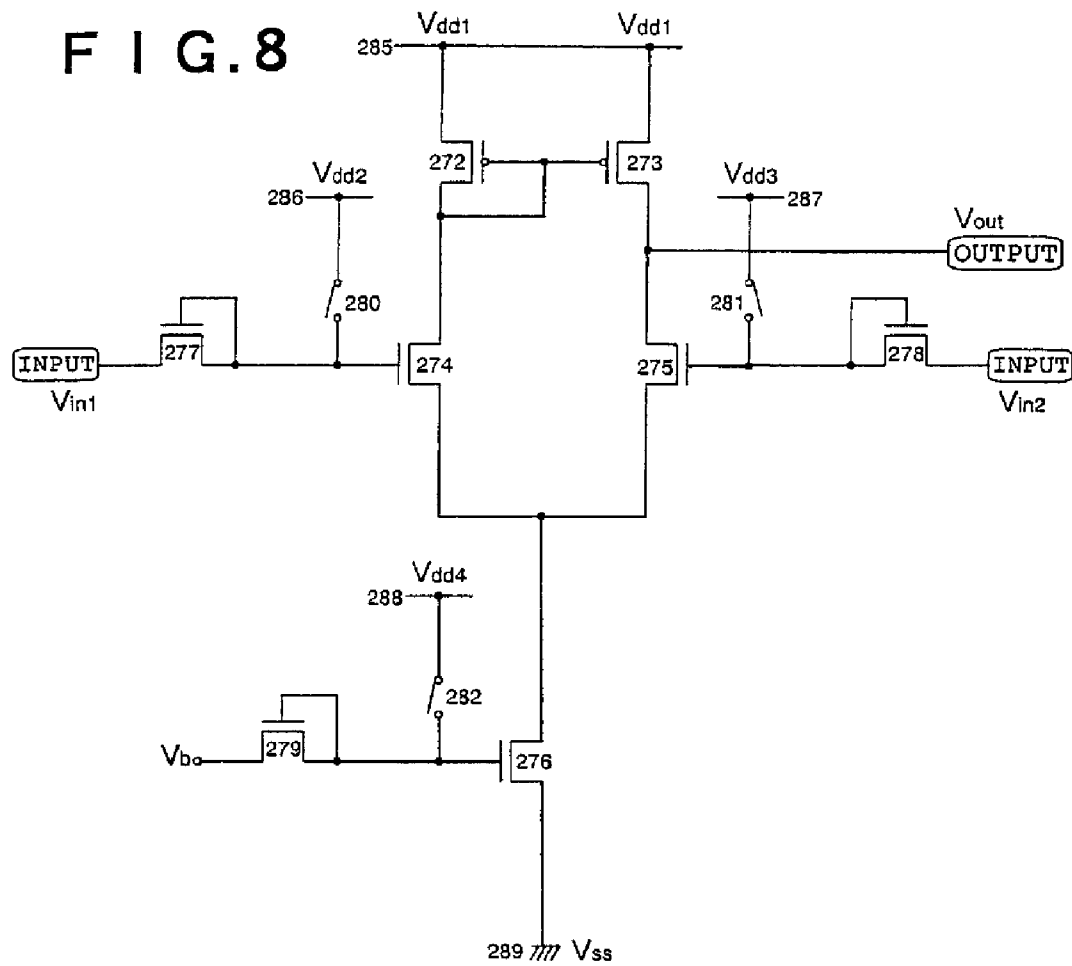 FIG.8
Vdd1 Vdd1
285
272 273
Vdd2 Vdd3
286 287
Vout
OUTPUT
280 281
277 274 275 278
INPUT INPUT
Vin1 Vin2
Vdd4
288
282
279 276
Vb
289 Vss